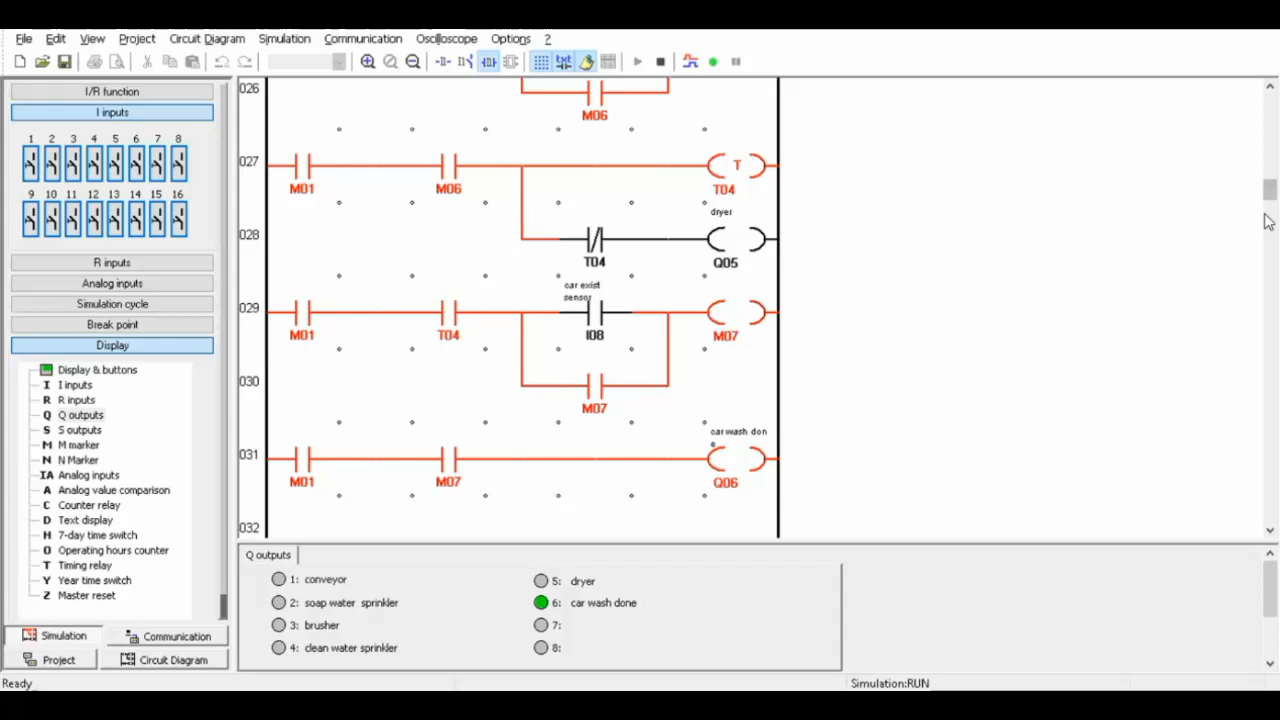 File Edit View Project Circuit Diagram Simulation Communication Oscilloscope Options ?
I/R function
I inputs
1 2 3 4 5 6 7 8
9 10 11 12 13 14 15 16
R inputs
Analog inputs
Simulation cycle
Break point
Display
Display & buttons
I I inputs
R R inputs
Q Q outputs
S S outputs
M M marker
N N Marker
IA Analog inputs
A Analog value comparison
C Counter relay
D Text display
H 7-day time switch
O Operating hours counter
T Timing relay
Y Year time switch
Z Master reset
Simulation Communication
Project Circuit Diagram
026
M06
027
T
M01 M06 T04
dryer
028
T04 Q05
car exist
sensor
029
M01 T04 I08 M07
030
M07
car wash don
e
031
M01 M07 Q06
032
Q outputs
1: conveyor 5: dryer
2: soap water sprinkler 6: car wash done
3: brusher 7:
4: clean water sprinkler 8:
Ready Simulation:RUN